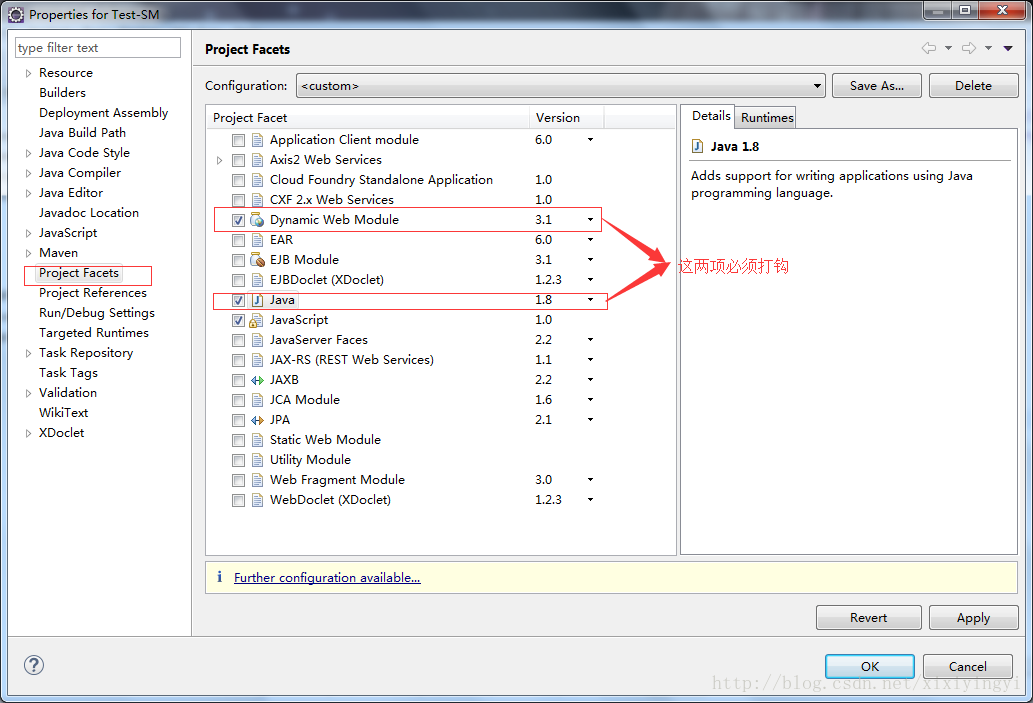 Properties for Test-SM
type filter text
Resource
Builders
Deployment Assembly
Java Build Path
Java Code Style
Java Compiler
Java Editor
Javadoc Location
JavaScript
Maven
Project Facets
Project References
Run/Debug Settings
Targeted Runtimes
Task Repository
Task Tags
Validation
WikiText
XDoclet
Project Facets
Configuration: <custom> Save As... Delete
Project Facet Version
Application Client module 6.0
Axis2 Web Services
Cloud Foundry Standalone Application 1.0
CXF 2.x Web Services 1.0
Dynamic Web Module 3.1
EAR 6.0
EJB Module 3.1
EJBDoclet (XDoclet) 1.2.3
Java 1.8
JavaScript 1.0
JavaServer Faces 2.2
JAX-RS (REST Web Services) 1.1
JAXB 2.2
JCA Module 1.6
JPA 2.1
Static Web Module
Utility Module
Web Fragment Module 3.0
WebDoclet (XDoclet) 1.2.3
Details Runtimes
Java 1.8
Adds support for writing applications using Java
programming language.
这两项必须打钩
Further configuration available...
Revert Apply
OK Cancel
http://blog.csdn.net/xixiyingyi